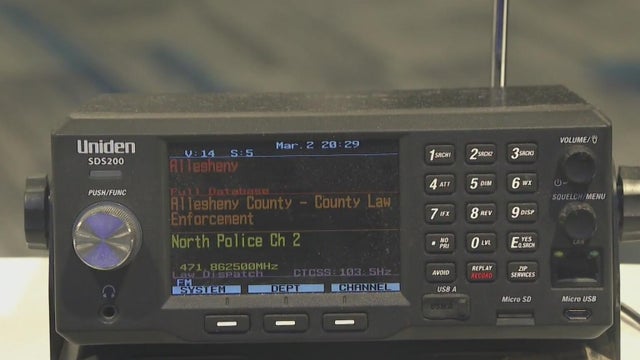 Uniden
SDS200
PUSH/FUNC
V:14 S:5 Mar.2 20:29
Allegheny
Full Database
Allegheny County - County Law
Enforcement
North Police Ch 2
471.862500MHz
Law Dispatch CTCSS:103.5Hz
FM
SYSTEM DEPT CHANNEL
1 SRCH1 2 SRCH2 3 SRCH3
4 ATT 5 DIM 6 WX
7 IFX 8 REV 9 DISP
• NO PRI 0 LVL E YES Q.SRCH
AVOID REPLAY RECORD ZIP SERVICES
USB A
Micro SD
Micro USB
VOLUME/
SQUELCH/MENU
LAN